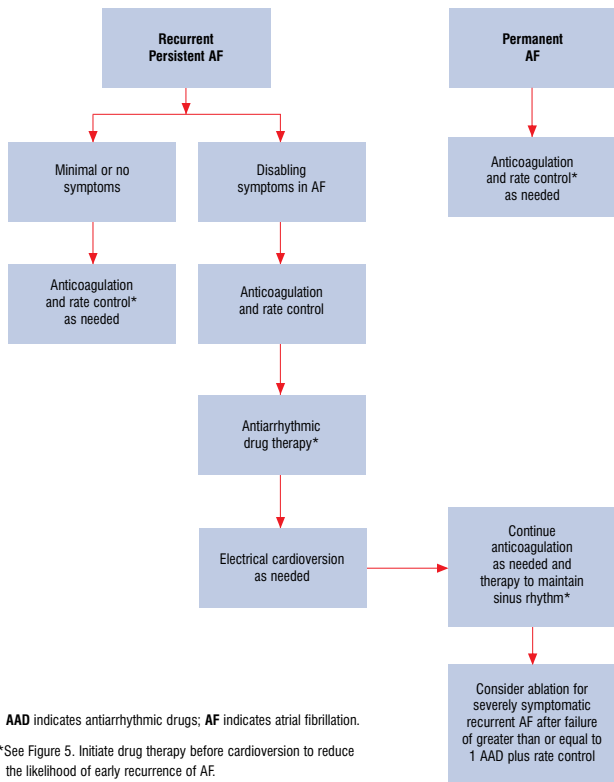 Recurrent
Persistent AF
Permanent
AF
Minimal or no
symptoms
Disabling
symptoms in AF
Anticoagulation
and rate control*
as needed
Anticoagulation
and rate control*
as needed
Anticoagulation
and rate control
Antiarrhythmic
drug therapy*
Electrical cardioversion
as needed
Continue
anticoagulation
as needed and
therapy to maintain
sinus rhythm*
Consider ablation for
severely symptomatic
recurrent AF after failure
of greater than or equal to
1 AAD plus rate control
AAD indicates antiarrhythmic drugs; AF indicates atrial fibrillation.
*See Figure 5. Initiate drug therapy before cardioversion to reduce
the likelihood of early recurrence of AF.